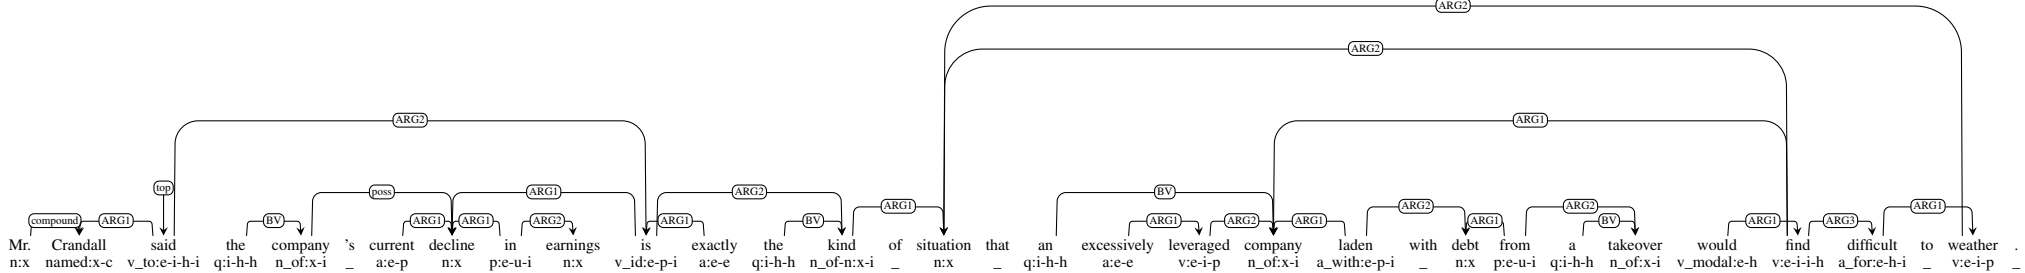 ARG2
ARG2
ARG2 ARG1
top poss ARG1 ARG2 BV ARG2
compound ARG1 BV ARG1 ARG1 ARG2 ARG1 BV ARG1 ARG1 ARG2 ARG1 ARG1 BV ARG1 ARG3 ARG1
Mr. Crandall said the company 's current decline in earnings is exactly the kind of situation that an excessively leveraged company laden with debt from a takeover would find difficult to weather .
n:x named:x-c v_to:e-i-h-i q:i-h-h n_of:x-i _ a:e-p n:x p:e-u-i n:x v_id:e-p-i a:e-e q:i-h-h n_of-n:x-i _ n:x _ q:i-h-h a:e-e v:e-i-p n_of:x-i a_with:e-p-i _ n:x p:e-u-i q:i-h-h n_of:x-i v_modal:e-h v:e-i-i-h a_for:e-h-i _ v:e-i-p _